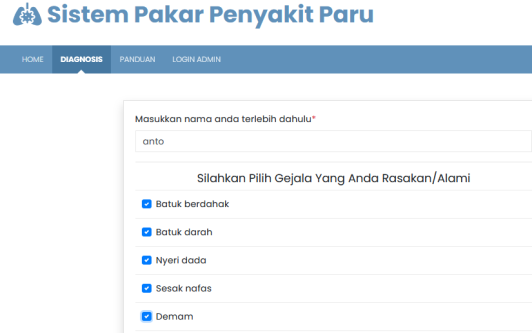 Sistem Pakar Penyakit Paru
HOME DIAGNOSIS PANDUAN LOGIN ADMIN
Masukkan nama anda terlebih dahulu*
anto
Silahkan Pilih Gejala Yang Anda Rasakan/Alami
Batuk berdahak
Batuk darah
Nyeri dada
Sesak nafas
Demam